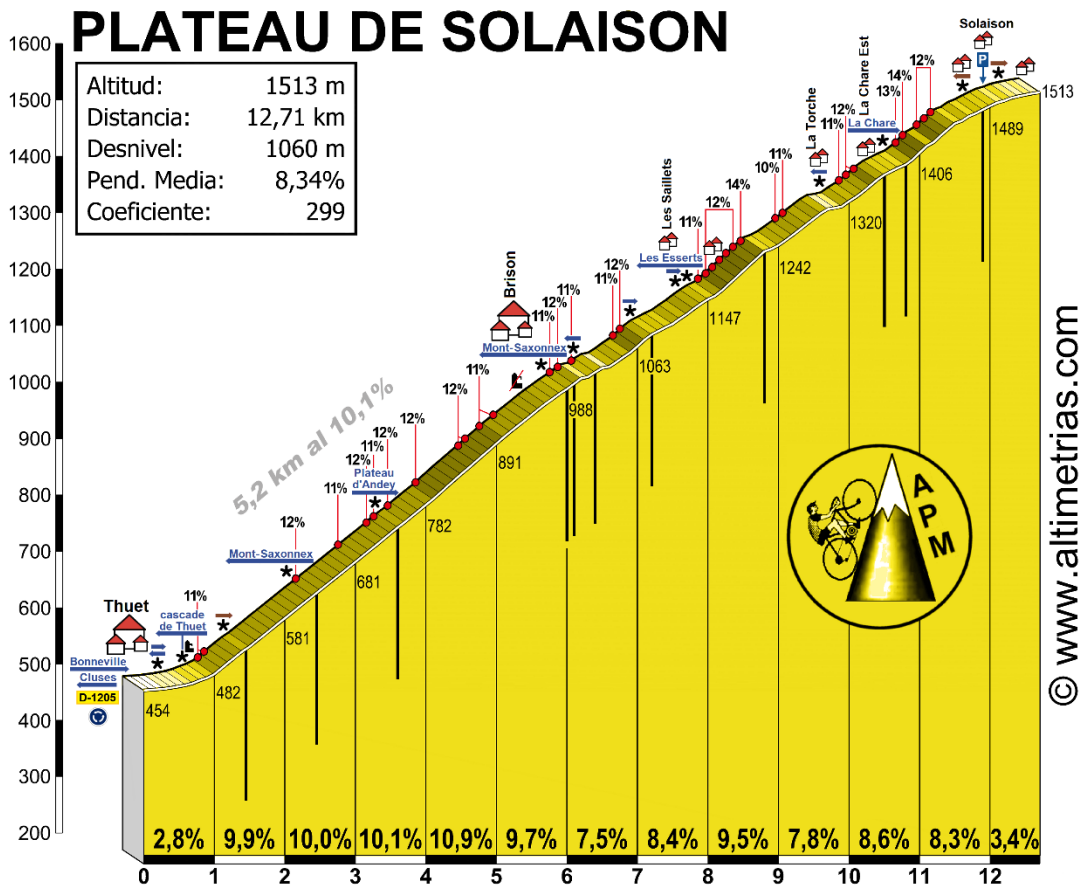 PLATEAU DE SOLAISON
Altitud: 1513 m
Distancia: 12,71 km
Desnivel: 1060 m
Pend. Media: 8,34%
Coeficiente: 299
1600
1500
1400
1300
1200
1100
1000
900
800
700
600
500
400
300
200
Solaison
P
12%
14%
13%
La Chare Est
La Chare
12%
11%
La Torche
11%
10%
14%
12%
11%
Les Saillets
Les Esserts
12%
11%
11%
12%
11%
Brison
Mont-Saxonnex
11%
12%
5,2 km al 10,1%
12%
12%
11%
12%
Plateau
d'Andey
11%
12%
Mont-Saxonnex
11%
Thuet
cascade
de Thuet
Bonneville
Cluses
D-1205
454
482
581
681
782
891
988
1063
1147
1242
1320
1406
1489
1513
APM
© www.altimetrias.com
2,8% 9,9% 10,0% 10,1% 10,9% 9,7% 7,5% 8,4% 9,5% 7,8% 8,6% 8,3% 3,4%
0 1 2 3 4 5 6 7 8 9 10 11 12